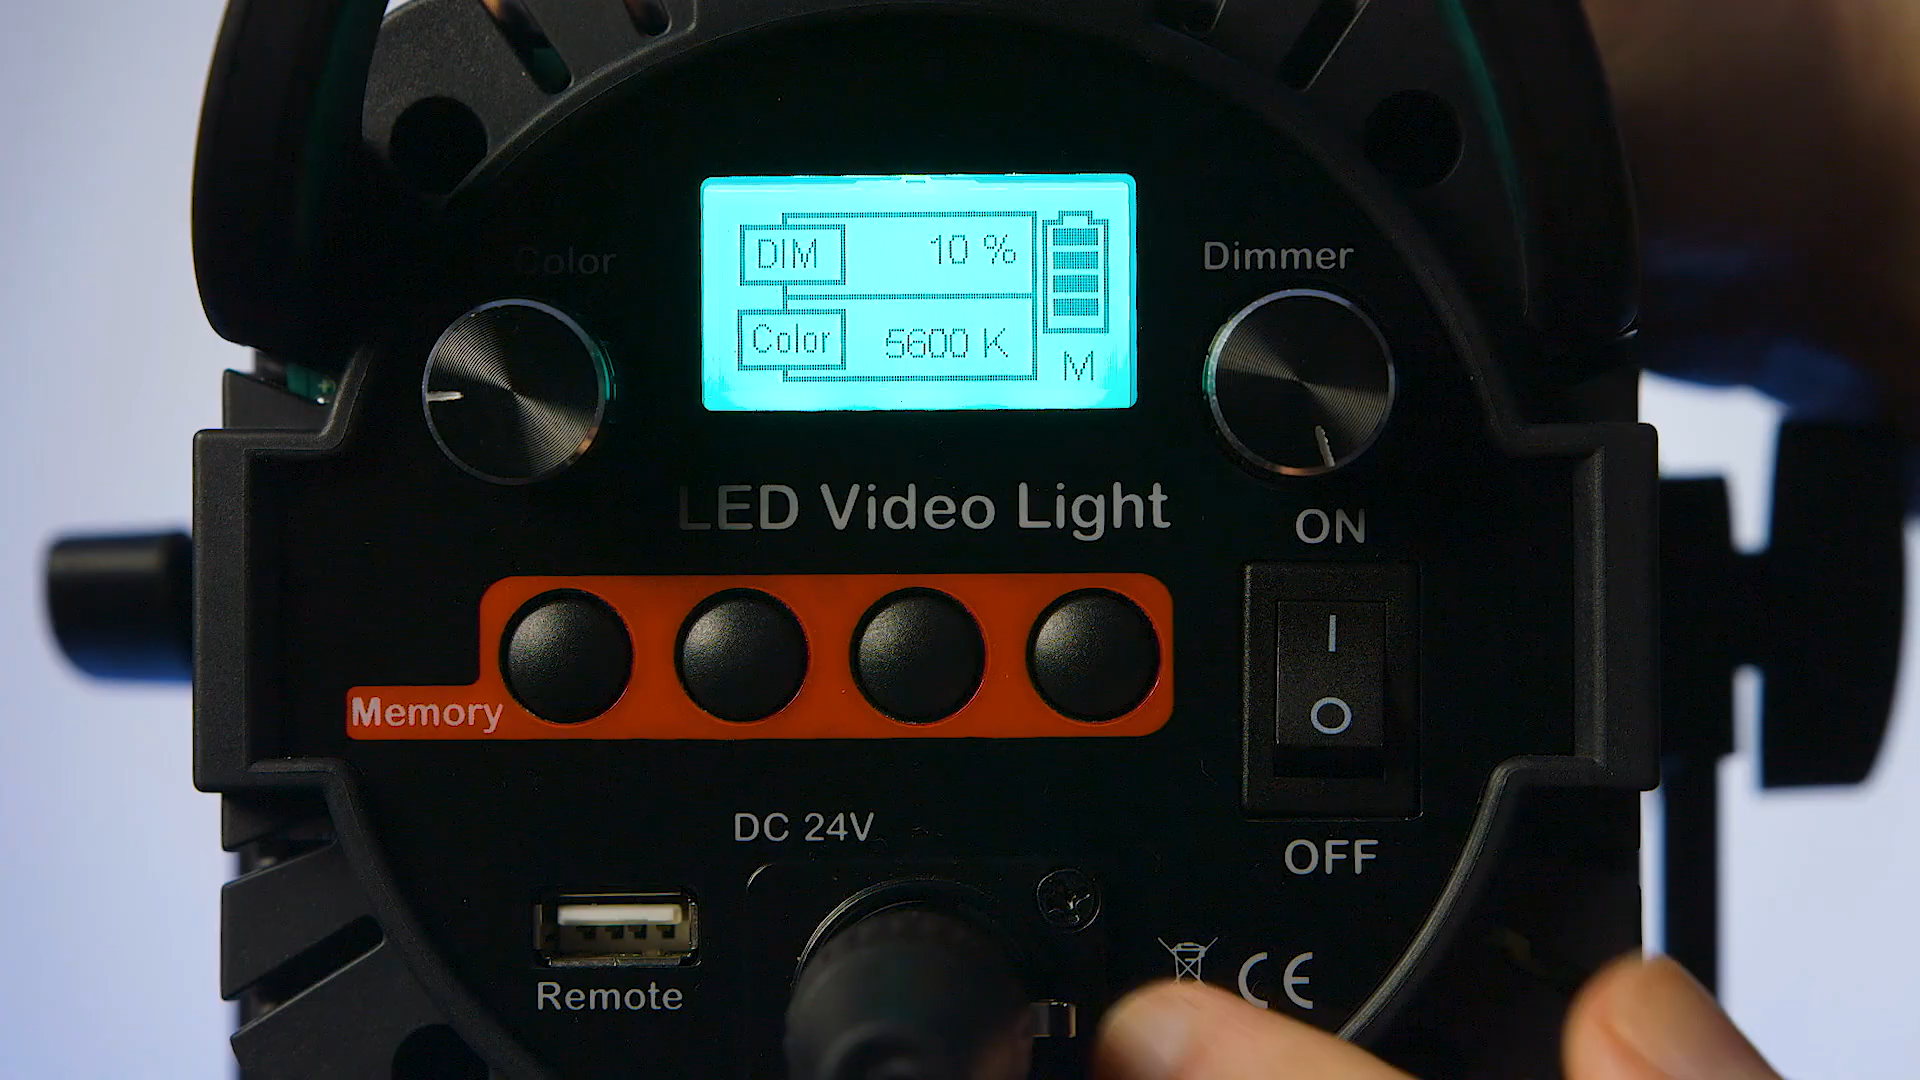 Color
DIM 10 %
Color 5600 K
M
Dimmer
LED Video Light
ON
Memory
I
O
DC 24V
OFF
Remote
CE